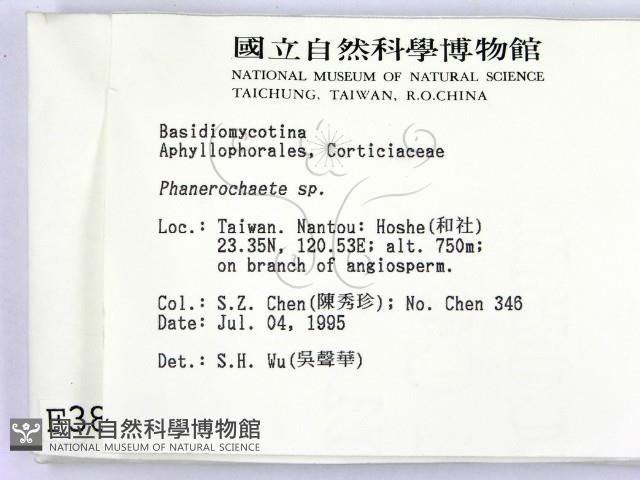 國立自然科學博物館
NATIONAL MUSEUM OF NATURAL SCIENCE
TAICHUNG, TAIWAN, R.O.CHINA
Basidiomycotina
Aphyllophorales, Corticiaceae
Phanerochaete sp.
Loc.: Taiwan. Nantou: Hoshe(和社)
23.35N, 120.53E; alt. 750m;
on branch of angiosperm.
Col.: S.Z. Chen(陳秀珍); No. Chen 346
Date: Jul. 04, 1995
Det.: S.H. Wu(吳聲華)
國立自然科學博物館
NATIONAL MUSEUM OF NATURAL SCIENCE